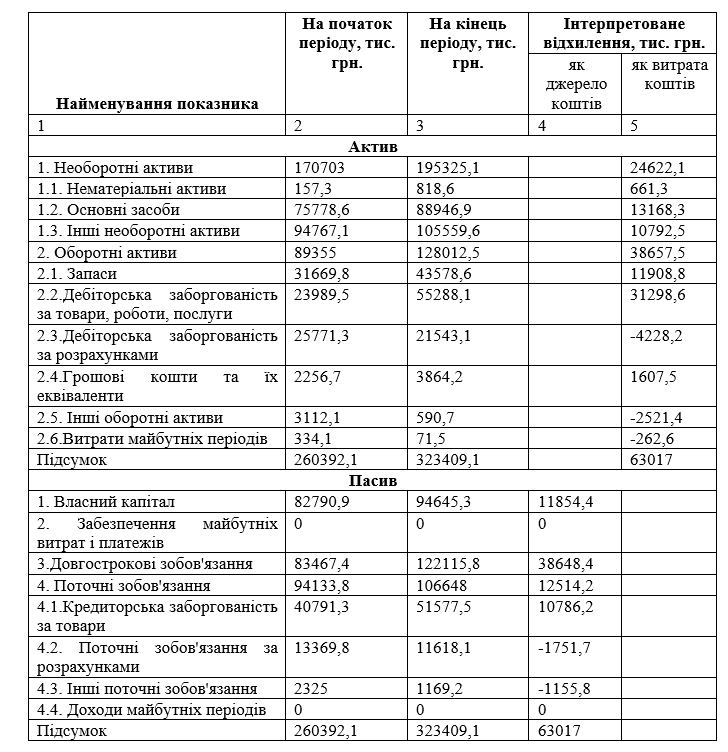 Найменування показника На початок періоду, тис. грн. На кінець періоду, тис. грн. Інтерпретоване відхилення, тис. грн.
як джерело коштів як витрата коштів
1 2 3 4 5
Актив
1. Необоротні активи 170703 195325,1 24622,1
1.1. Нематеріальні активи 157,3 818,6 661,3
1.2. Основні засоби 75778,6 88946,9 13168,3
1.3. Інші необоротні активи 94767,1 105559,6 10792,5
2. Оборотні активи 89355 128012,5 38657,5
2.1. Запаси 31669,8 43578,6 11908,8
2.2.Дебіторська заборгованість за товари, роботи, послуги 23989,5 55288,1 31298,6
2.3.Дебіторська заборгованість за розрахунками 25771,3 21543,1 -4228,2
2.4.Грошові кошти та їх еквіваленти 2256,7 3864,2 1607,5
2.5. Інші оборотні активи 3112,1 590,7 -2521,4
2.6.Витрати майбутніх періодів 334,1 71,5 -262,6
Підсумок 260392,1 323409,1 63017
Пасив
1. Власний капітал 82790,9 94645,3 11854,4
2. Забезпечення майбутніх витрат і платежів 0 0 0
3.Довгострокові зобов'язання 83467,4 122115,8 38648,4
4. Поточні зобов'язання 94133,8 106648 12514,2
4.1.Кредиторська заборгованість за товари 40791,3 51577,5 10786,2
4.2. Поточні зобов'язання за розрахунками 13369,8 11618,1 -1751,7
4.3. Інші поточні зобов'язання 2325 1169,2 -1155,8
4.4. Доходи майбутніх періодів 0 0 0
Підсумок 260392,1 323409,1 63017